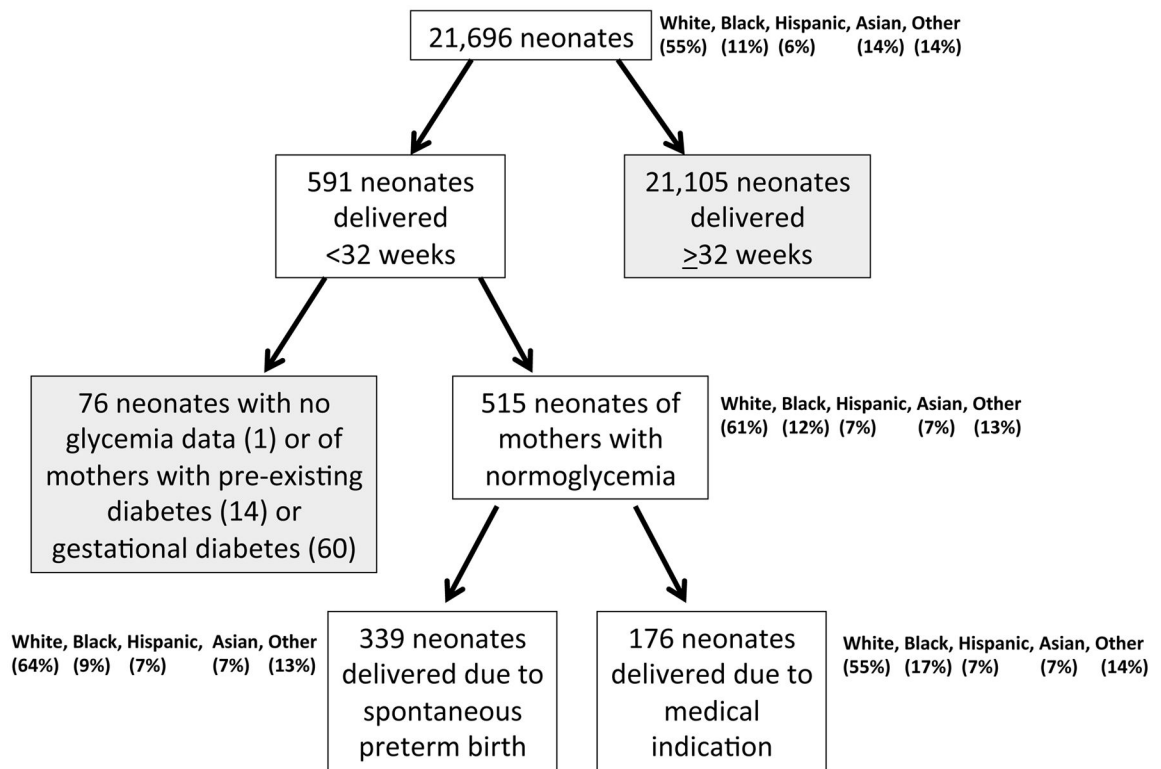 21,696 neonates
White, Black, Hispanic, Asian, Other
(55%) (11%) (6%) (14%) (14%)
591 neonates
delivered
<32 weeks
21,105 neonates
delivered
≥32 weeks
76 neonates with no
glycemia data (1) or of
mothers with pre-existing
diabetes (14) or
gestational diabetes (60)
515 neonates of
mothers with
normoglycemia
White, Black, Hispanic, Asian, Other
(61%) (12%) (7%) (7%) (13%)
White, Black, Hispanic, Asian, Other
(64%) (9%) (7%) (7%) (13%)
339 neonates
delivered due to
spontaneous
preterm birth
176 neonates
delivered due to
medical
indication
White, Black, Hispanic, Asian, Other
(55%) (17%) (7%) (7%) (14%)